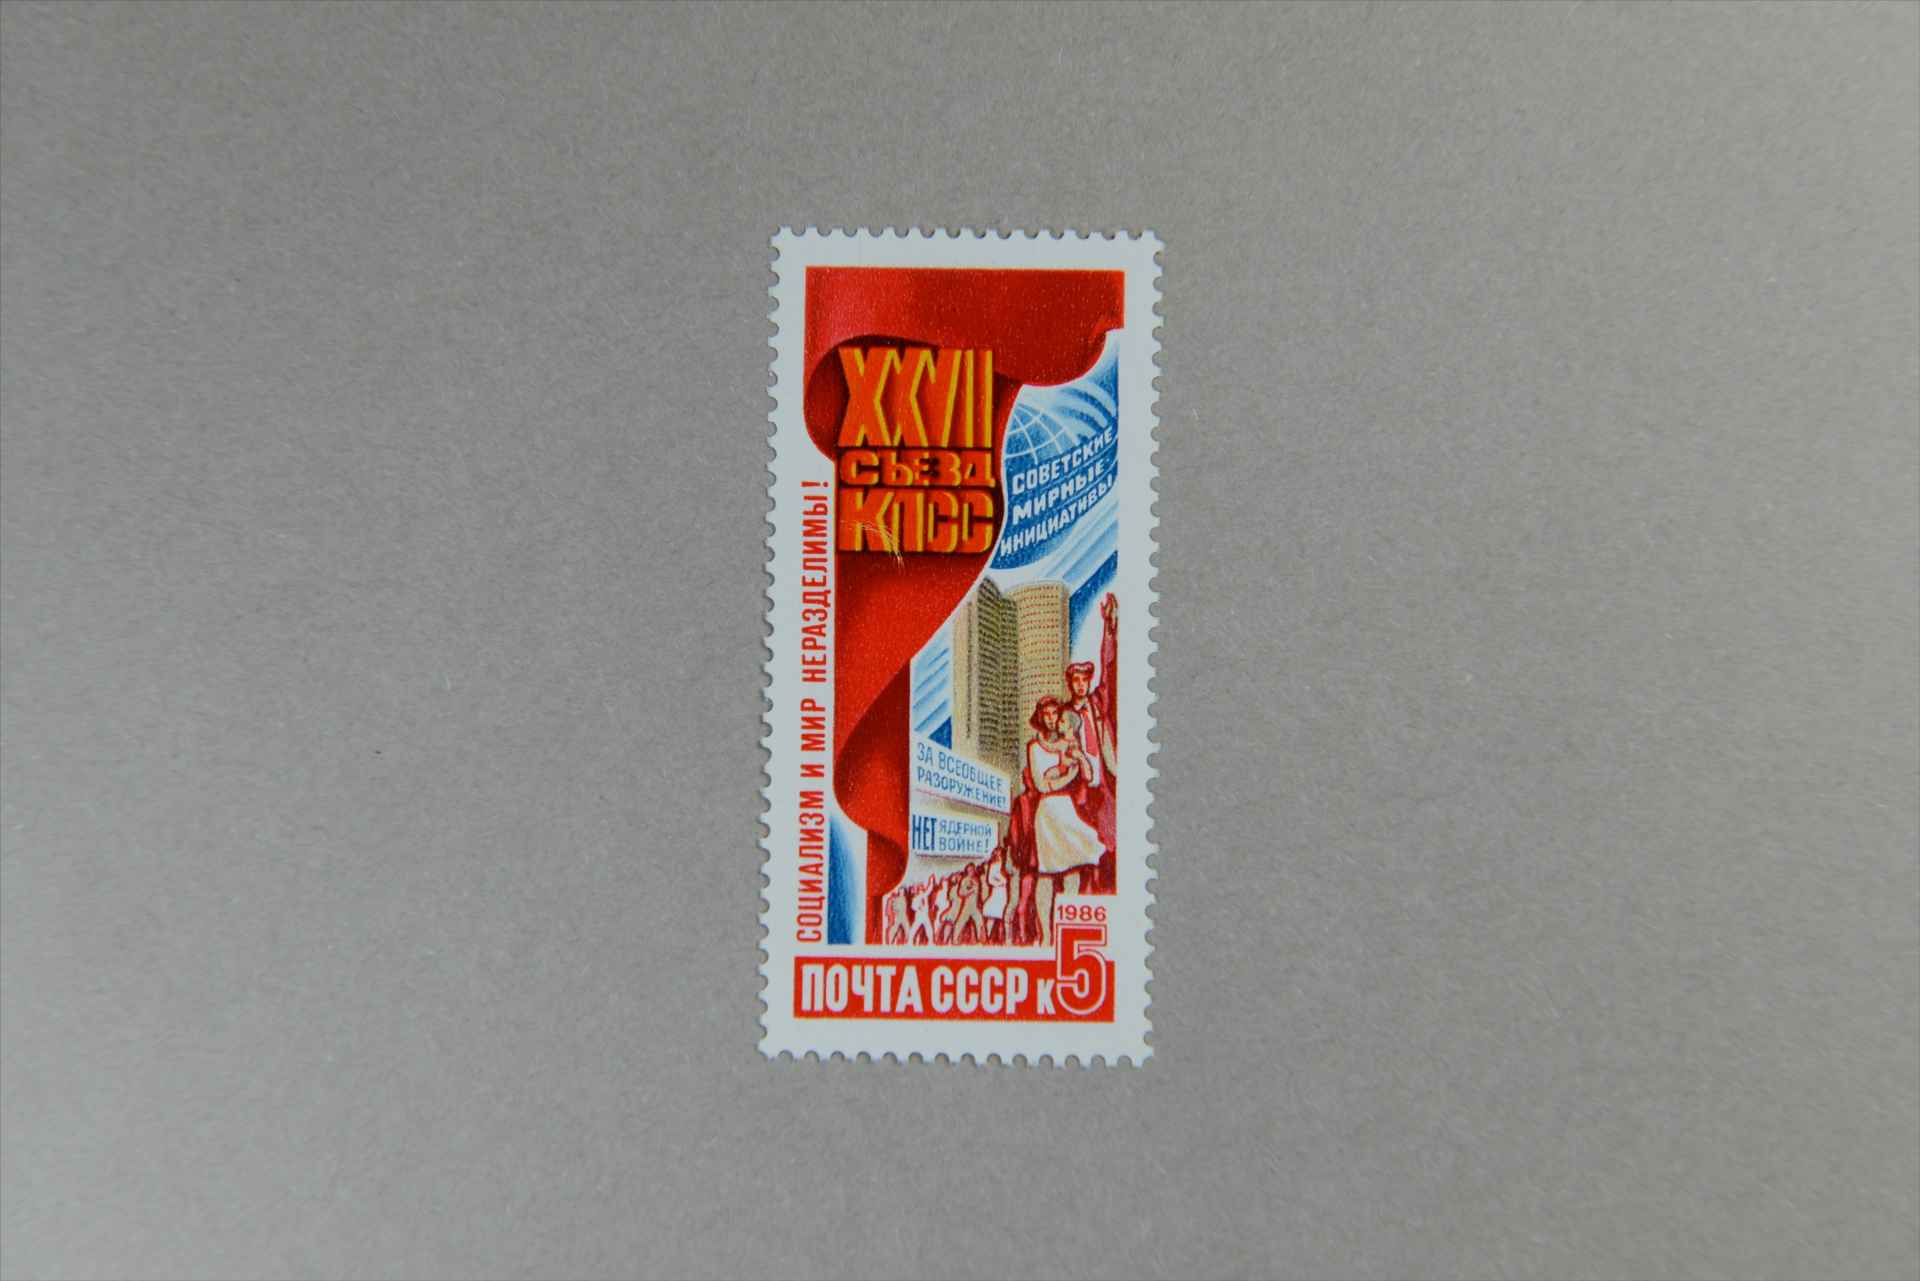 XXVII
СЪЕЗД
КПСС
СОВЕТСКИЕ
МИРНЫЕ
ИНИЦИАТИВЫ
СОЦИАЛИЗМ И МИР НЕРАЗДЕЛИМЫ!
ЗА ВСЕОБЩЕЕ
РАЗОРУЖЕНИЕ!
НЕТ ЯДЕРНОЙ
ВОЙНЕ!
1986
ПОЧТА СССР К5